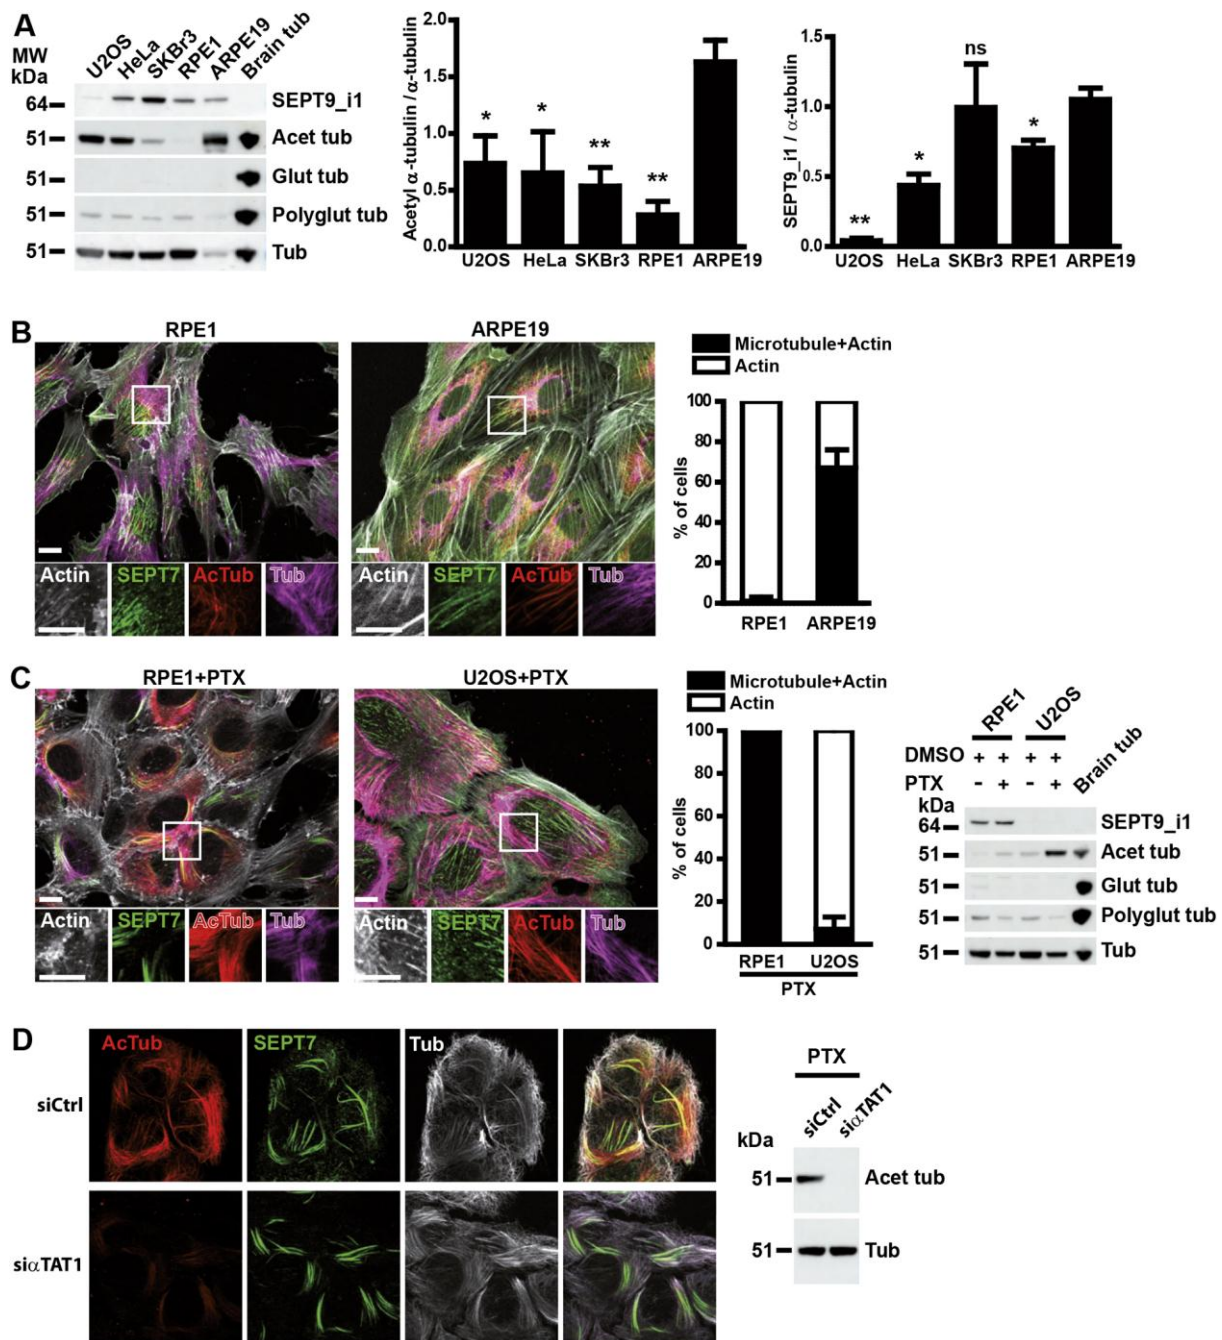 A
MW
kDa
U2OS
HeLa
SKBr3
RPE1
ARPE19
Brain tub
64
SEPT9_i1
51
Acet tub
51
Glut tub
51
Polyglut tub
51
Tub
Acetyl α-tubulin / α-tubulin
2.0
1.5
1.0
0.5
0.0
*
*
**
**
U2OS HeLa SKBr3 RPE1 ARPE19
SEPT9_i1 / α-tubulin
1.5
1.0
0.5
0.0
**
*
ns
*
U2OS HeLa SKBr3 RPE1 ARPE19
B
RPE1
ARPE19
Actin SEPT7 AcTub Tub
Actin SEPT7 AcTub Tub
Microtubule+Actin
Actin
% of cells
100
80
60
40
20
0
RPE1 ARPE19
C
RPE1+PTX
U2OS+PTX
Actin SEPT7 AcTub Tub
Actin SEPT7 AcTub Tub
Microtubule+Actin
Actin
% of cells
100
80
60
40
20
0
RPE1 U2OS
PTX
RPE1
U2OS
Brain tub
DMSO + + + +
PTX - + - +
kDa
64
SEPT9_i1
51
Acet tub
51
Glut tub
51
Polyglut tub
51
Tub
D
AcTub
SEPT7
Tub
siCtrl
siαTAT1
PTX
siCtrl
siαTAT1
kDa
51
Acet tub
51
Tub